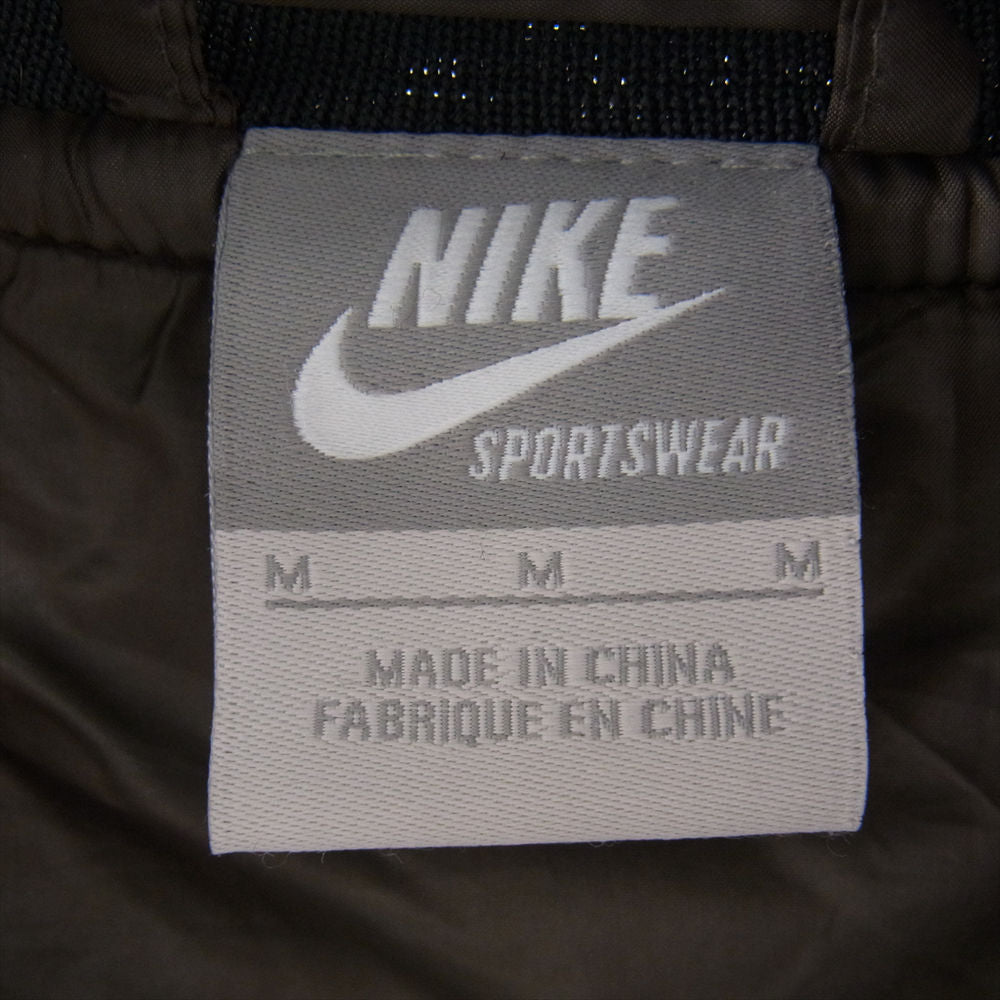 NIKE
SPORTSWEAR
M M M
MADE IN CHINA
FABRIQUE EN CHINE